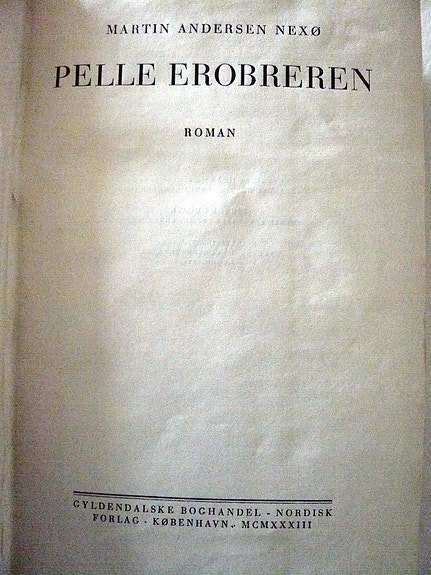 MARTIN ANDERSEN NEXØ
PELLE EROBREREN
ROMAN
GYLDENDALSKE BOGHANDEL - NORDISK
FORLAG - KØBENHAVN. MCMXXXIII